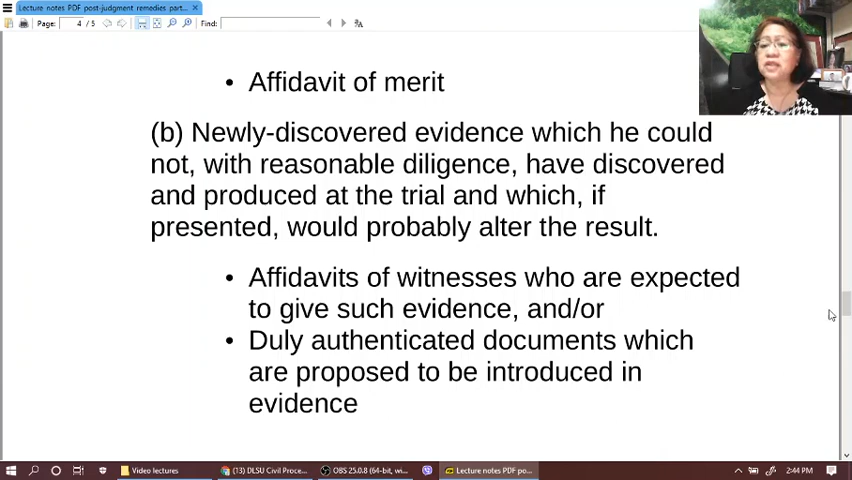 Lecture notes PDF post-judgment remedies part...
Page: 4 / 5 Find:
• Affidavit of merit
(b) Newly-discovered evidence which he could
not, with reasonable diligence, have discovered
and produced at the trial and which, if
presented, would probably alter the result.
• Affidavits of witnesses who are expected
to give such evidence, and/or
• Duly authenticated documents which
are proposed to be introduced in
evidence
Video lectures (13) DLSU Civil Proce... OBS 25.0.8 (64-bit, wi... Lecture notes PDF po... 2:44 PM